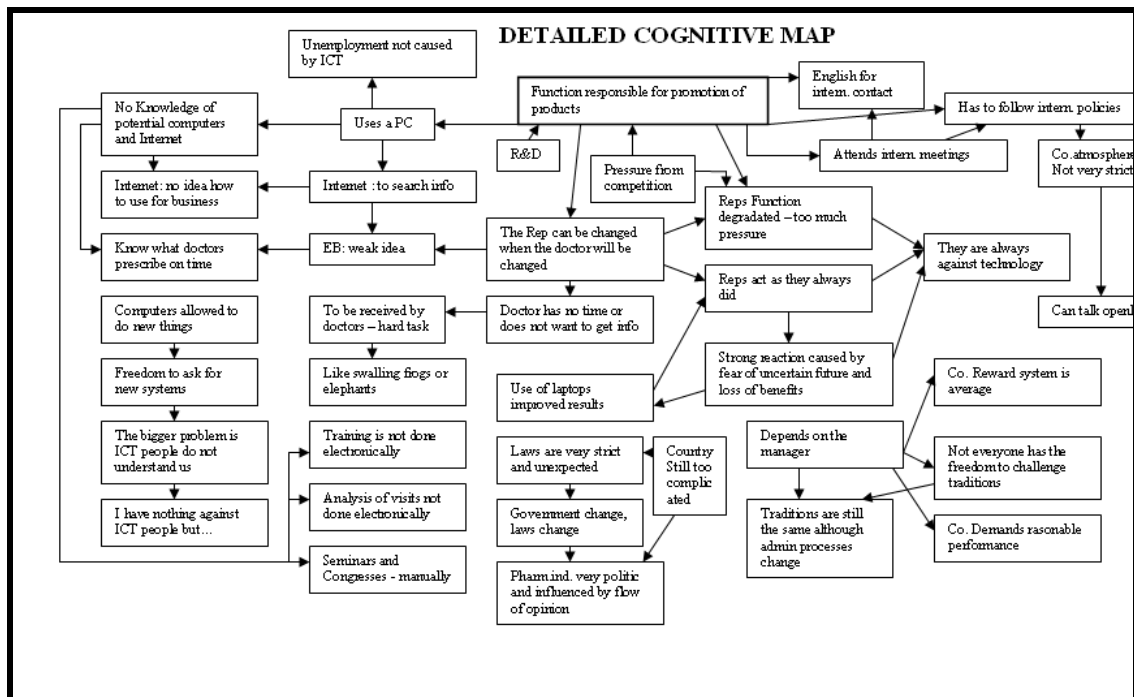 DETAILED COGNITIVE MAP
Unemployment not caused
by ICT
Function responsible for promotion of
products
English for
intern. contact
No Knowledge of
potential computers
and Internet
Uses a PC
Has to follow intern. policies
R&D
Pressure from
competition
Attends intern. meetings
Co. atmosphere
Not very strict
Internet: no idea how
to use for business
Internet : to search info
Reps Function
degradated – too much
pressure
Know what doctors
prescribe on time
EB: weak idea
The Rep can be changed
when the doctor will be
changed
They are always
against technology
Reps act as they always
did
Computers allowed to
do new things
To be received by
doctors – hard task
Doctor has no time or
does not want to get info
Can talk openl
Freedom to ask for
new systems
Like swalling frogs or
elephants
Use of laptops
improved results
Strong reaction caused by
fear of uncertain future and
loss of benefits
Co. Reward system is
average
The bigger problem is
ICT people do not
understand us
Training is not done
electronically
Laws are very strict
and unexpected
Country
Still too
complic
ated
Depends on the
manager
Not everyone has the
freedom to challenge
traditions
I have nothing against
ICT people but...
Analysis of visits not
done electronically
Government change,
laws change
Traditions are still
the same although
admin processes
change
Co. Demands rasonable
performance
Seminars and
Congresses - manually
Pharm.ind. very politic
and influenced by flow
of opinion